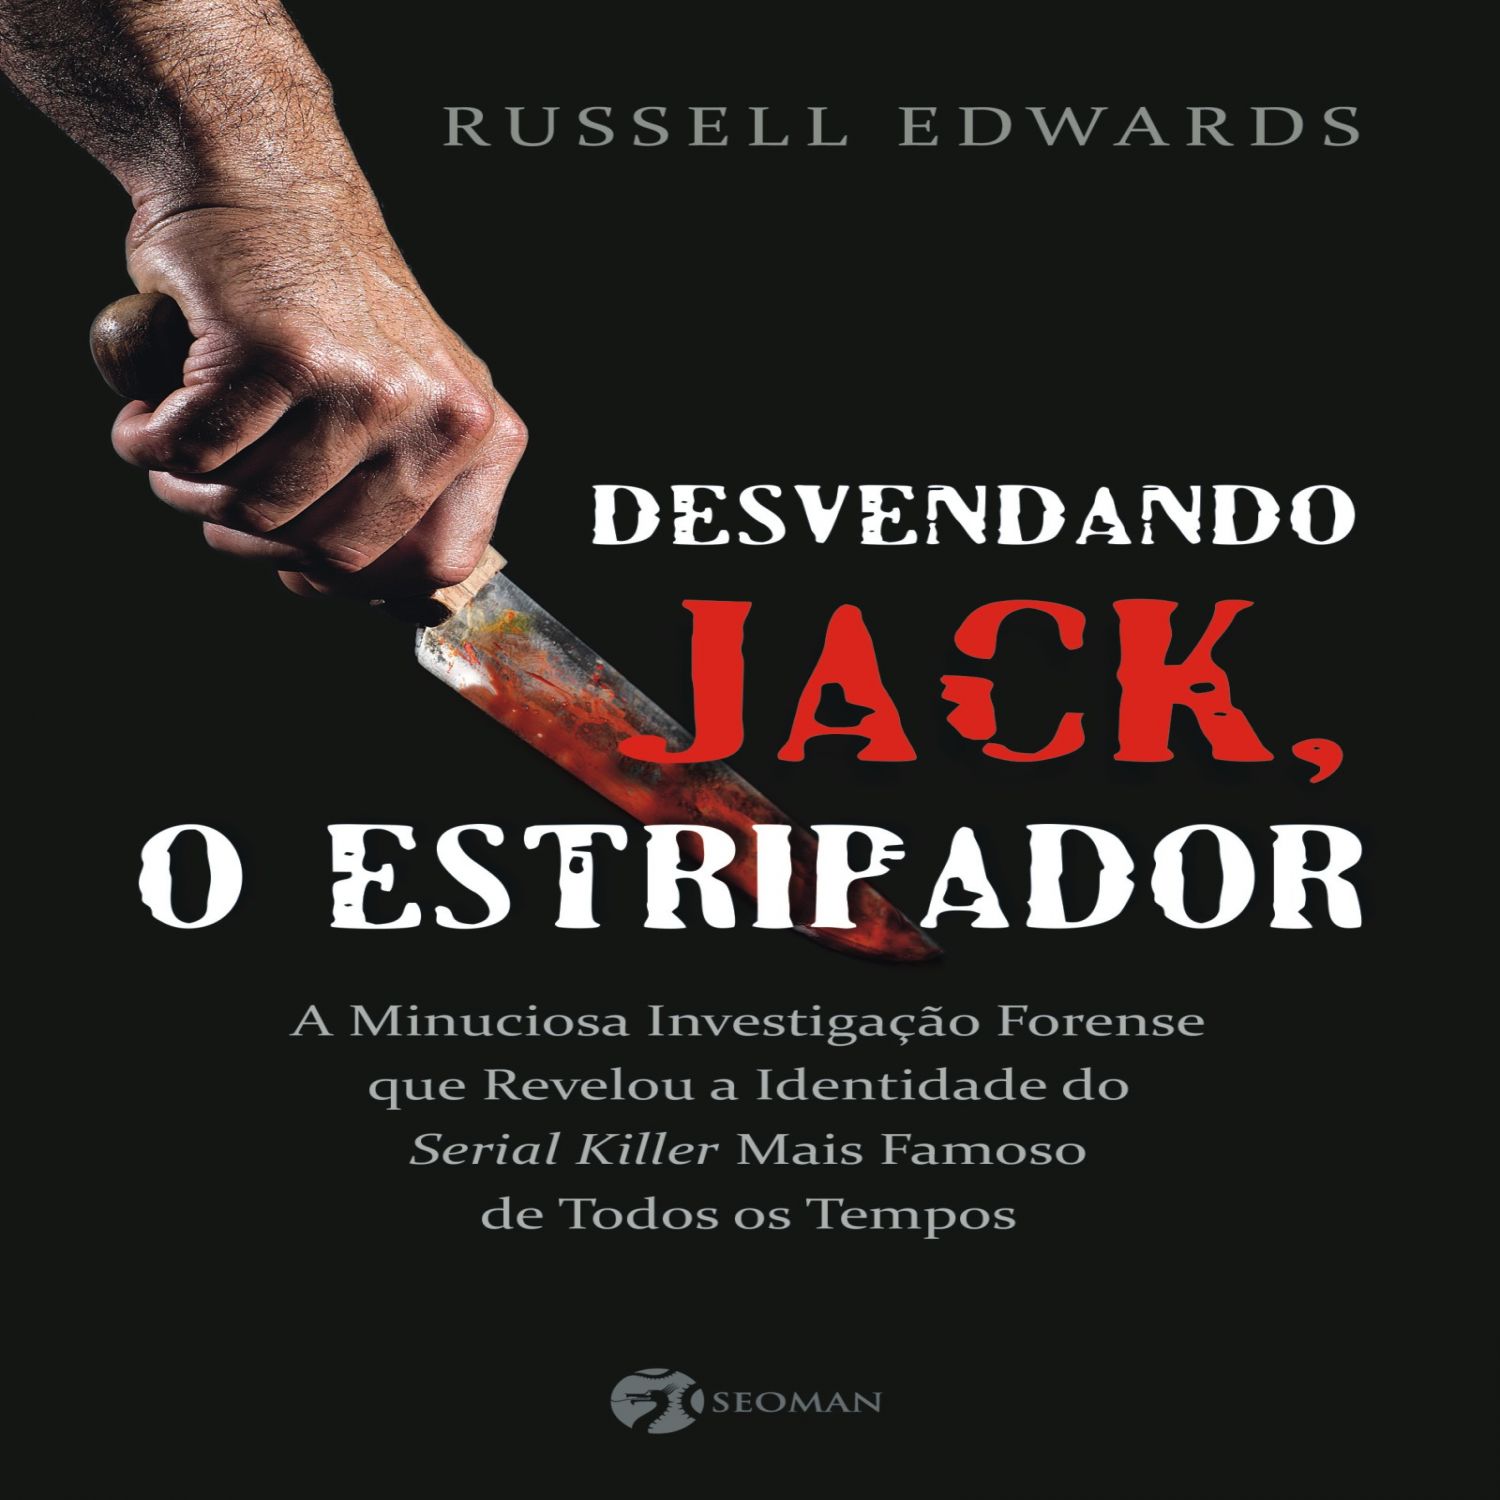 RUSSELL EDWARDS
DESVENDANDO
JACK,
O ESTRIPADOR
A Minuciosa Investigação Forense
que Revelou a Identidade do
Serial Killer Mais Famoso
de Todos os Tempos
SEOMAN